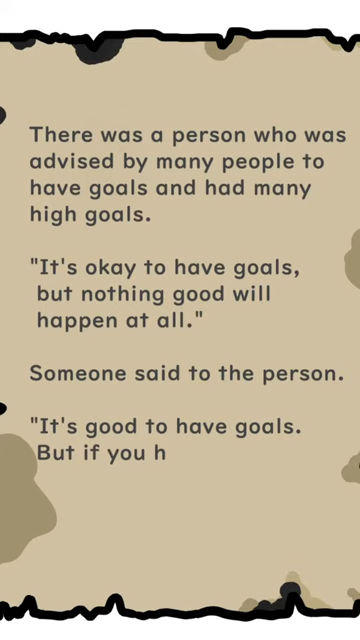 There was a person who was
advised by many people to
have goals and had many
high goals.
"It's okay to have goals,
but nothing good will
happen at all."
Someone said to the person.
"It's good to have goals.
But if you h